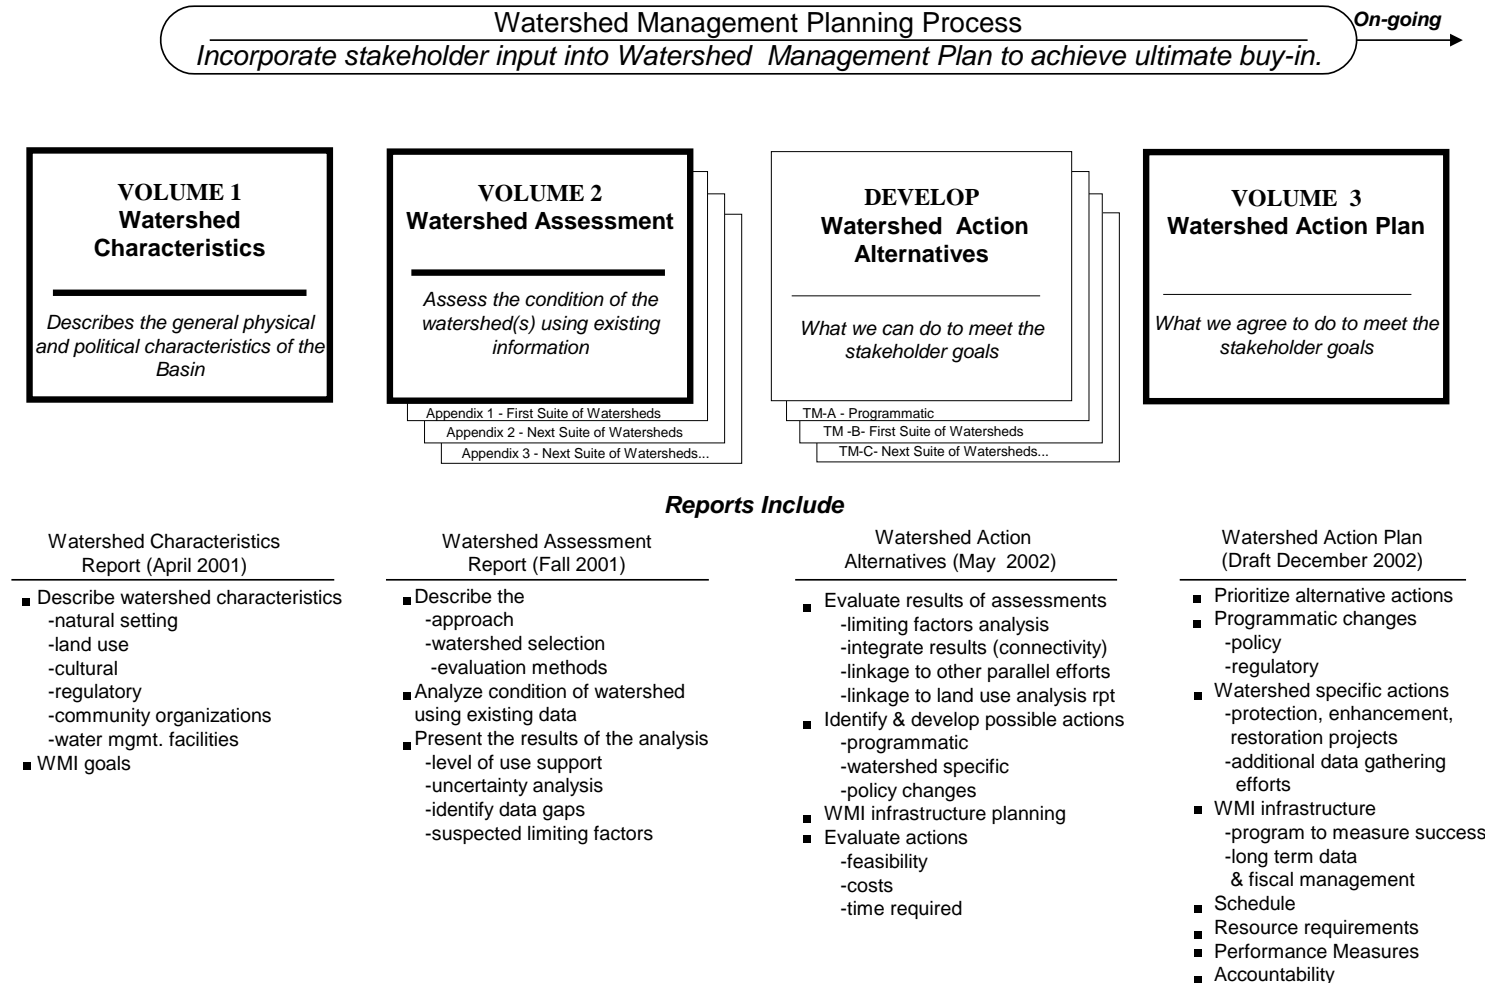 Watershed Management Planning Process
On-going
Incorporate stakeholder input into Watershed Management Plan to achieve ultimate buy-in.
VOLUME 1
Watershed
Characteristics
Describes the general physical
and political characteristics of the
Basin
VOLUME 2
Watershed Assessment
Assess the condition of the
watershed(s) using existing
information
Appendix 1 - First Suite of Watersheds
Appendix 2 - Next Suite of Watersheds
Appendix 3 - Next Suite of Watersheds...
DEVELOP
Watershed Action
Alternatives
What we can do to meet the
stakeholder goals
TM-A - Programmatic
TM -B- First Suite of Watersheds
TM-C- Next Suite of Watersheds...
VOLUME 3
Watershed Action Plan
What we agree to do to meet the
stakeholder goals
Reports Include
Watershed Characteristics
Report (April 2001)
■ Describe watershed characteristics
-natural setting
-land use
-cultural
-regulatory
-community organizations
-water mgmt. facilities
■ WMI goals
Watershed Assessment
Report (Fall 2001)
■ Describe the
-approach
-watershed selection
-evaluation methods
■ Analyze condition of watershed
using existing data
■ Present the results of the analysis
-level of use support
-uncertainty analysis
-identify data gaps
-suspected limiting factors
Watershed Action
Alternatives (May 2002)
■ Evaluate results of assessments
-limiting factors analysis
-integrate results (connectivity)
-linkage to other parallel efforts
-linkage to land use analysis rpt
■ Identify & develop possible actions
-programmatic
-watershed specific
-policy changes
■ WMI infrastructure planning
■ Evaluate actions
-feasibility
-costs
-time required
Watershed Action Plan
(Draft December 2002)
■ Prioritize alternative actions
■ Programmatic changes
-policy
-regulatory
■ Watershed specific actions
-protection, enhancement,
restoration projects
-additional data gathering
efforts
■ WMI infrastructure
-program to measure success
-long term data
& fiscal management
■ Schedule
■ Resource requirements
■ Performance Measures
■ Accountability